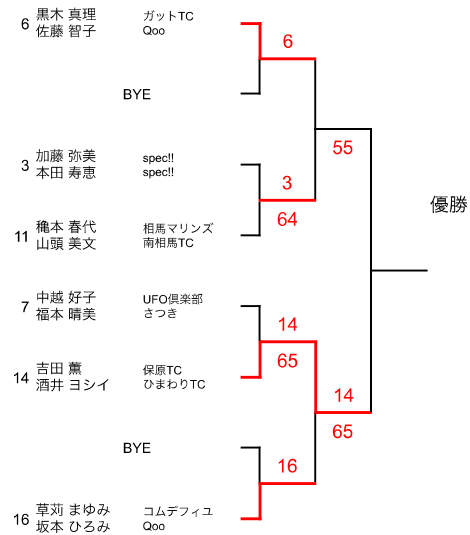 6 黒木 真理 ガットTC
佐藤 智子 Qoo
6
BYE
55
3 加藤 弥美 spec!!
本田 寿恵 spec!!
3
64
優勝
11 穐本 春代 相馬マリンズ
山頭 美文 南相馬TC
7 中越 好子 UFO倶楽部
福本 晴美 さつき
14
65
14 吉田 薫 保原TC
酒井 ヨシイ ひまわりTC
14
65
BYE
16
16 草苅 まゆみ コムデフィユ
坂本 ひろみ Qoo